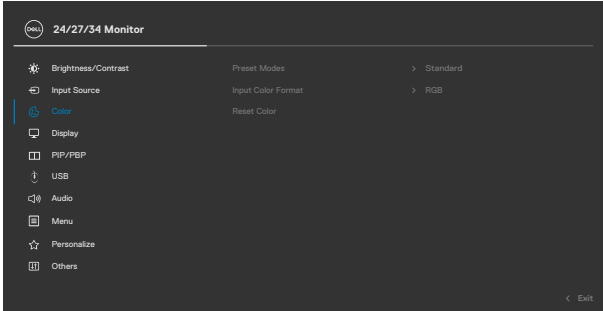 DELL 24/27/34 Monitor
Brightness/Contrast Preset Modes > Standard
Input Source Input Color Format > RGB
Color Reset Color
Display
PIP/PBP
USB
Audio
Menu
Personalize
Others
< Exit